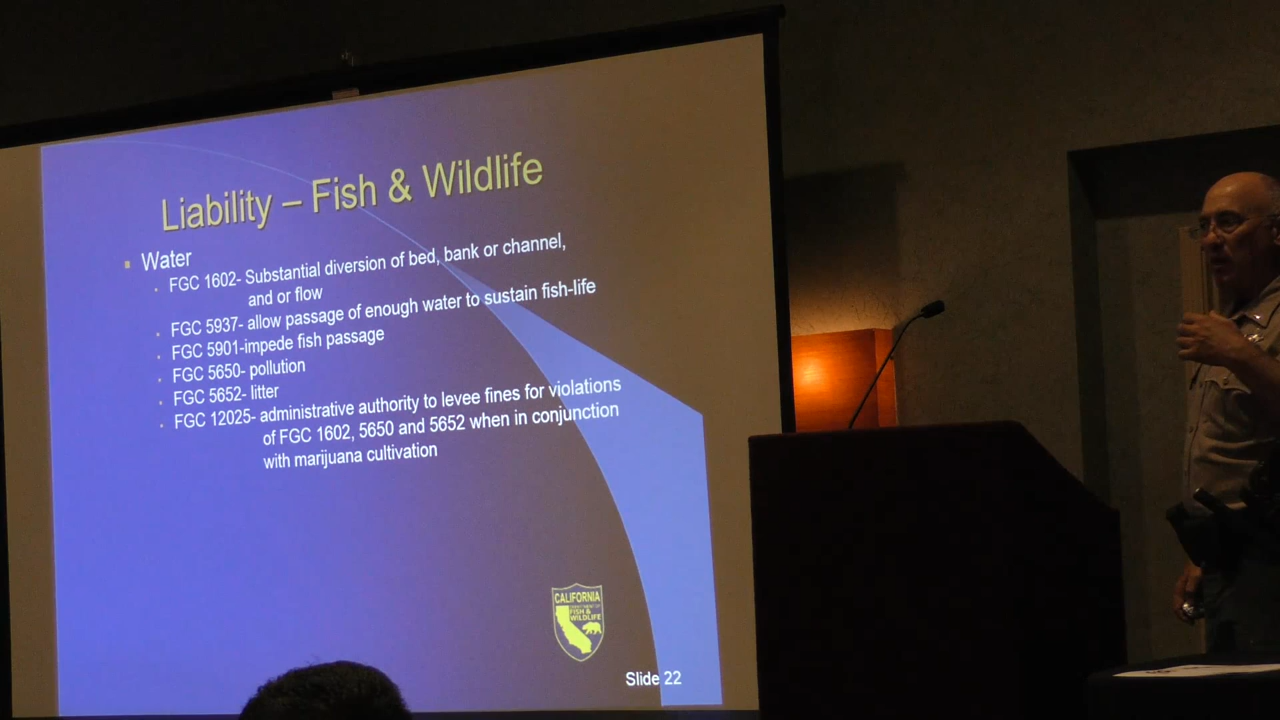 Liability – Fish & Wildlife
▪ Water
• FGC 1602- Substantial diversion of bed, bank or channel,
and or flow
• FGC 5937- allow passage of enough water to sustain fish-life
• FGC 5901-impede fish passage
• FGC 5650- pollution
• FGC 5652- litter
• FGC 12025- administrative authority to levee fines for violations
of FGC 1602, 5650 and 5652 when in conjunction
with marijuana cultivation
CALIFORNIA
DEPARTMENT OF
FISH &
WILDLIFE
Slide 22